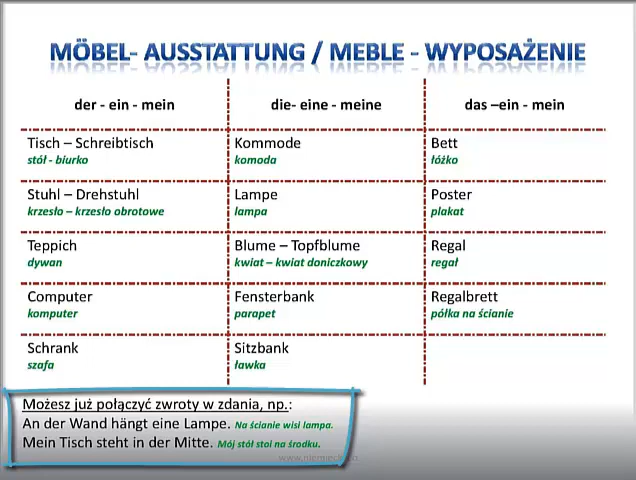 MÖBEL- AUSSTATTUNG / MEBLE - WYPOSAŻENIE
der - ein - mein die- eine - meine das –ein - mein
Tisch – Schreibtisch Kommode Bett
stół - biurko komoda łóżko
Stuhl – Drehstuhl Lampe Poster
krzesło – krzesło obrotowe lampa plakat
Teppich Blume – Topfblume Regal
dywan kwiat – kwiat doniczkowy regał
Computer Fensterbank Regalbrett
komputer parapet półka na ścianie
Schrank Sitzbank
szafa ławka
Możesz już połączyć zwroty w zdania, np.:
An der Wand hängt eine Lampe. Na ścianie wisi lampa.
Mein Tisch steht in der Mitte. Mój stół stoi na środku.